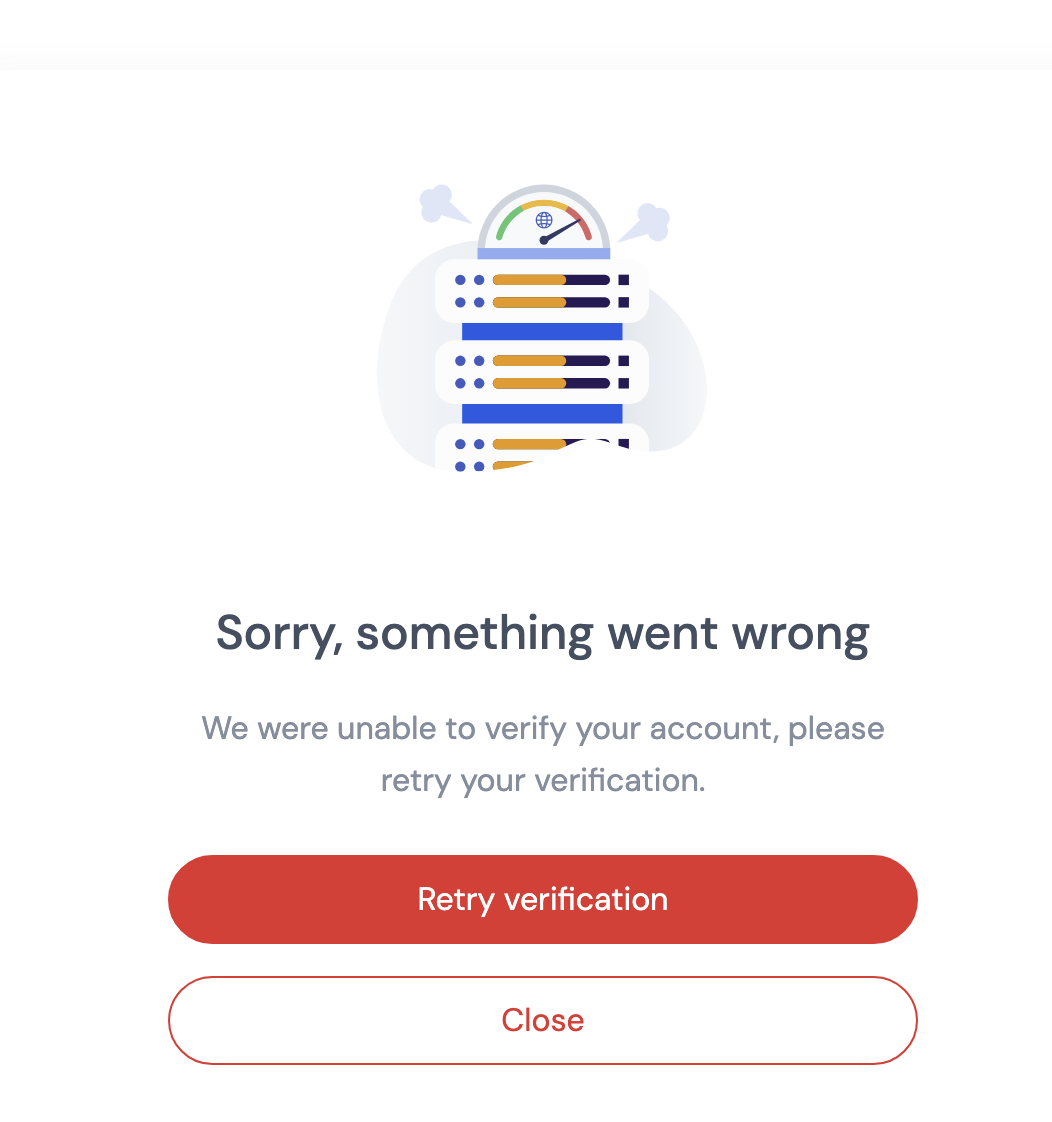 Sorry, something went wrong
We were unable to verify your account, please
retry your verification.
Retry verification
Close